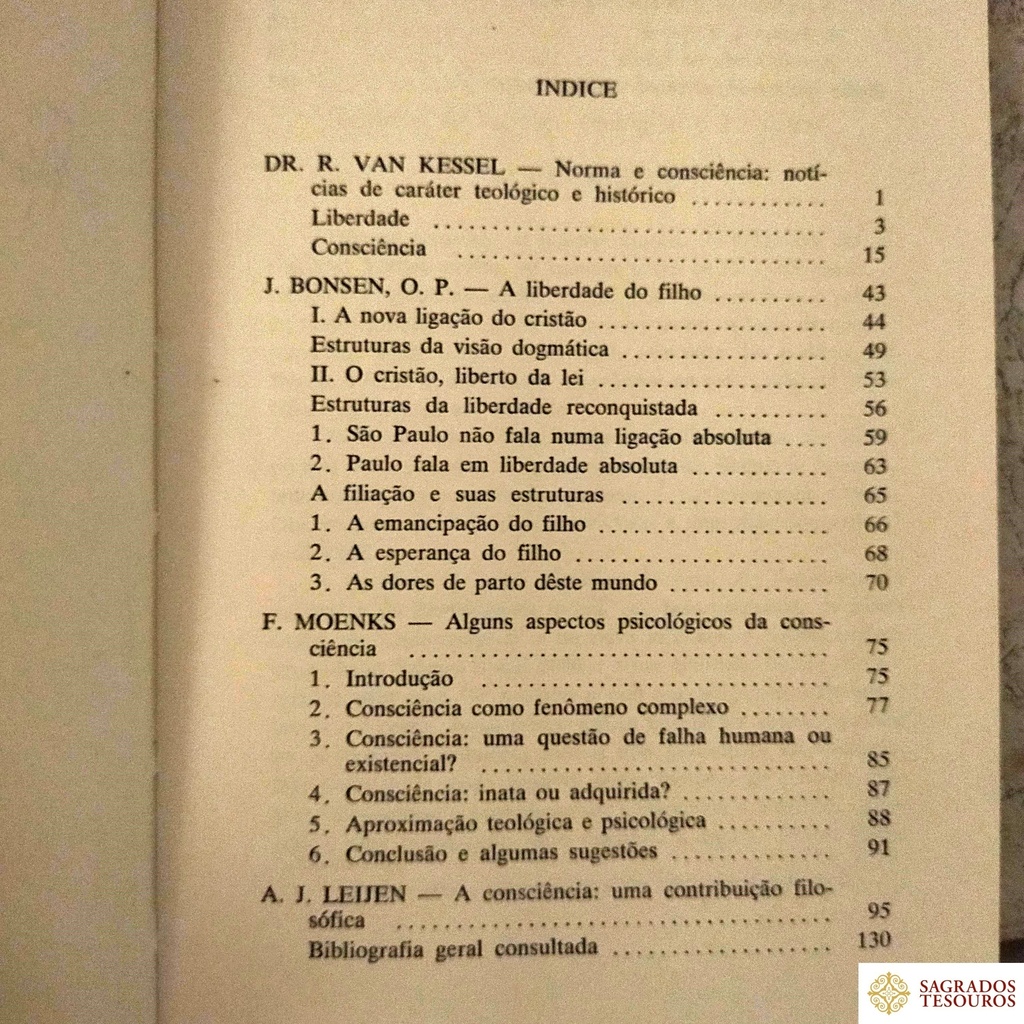 INDICE
DR. R. VAN KESSEL — Norma e consciência: notí-
cias de caráter teológico e histórico ............ 1
Liberdade .................................. 3
Consciência ................................ 15
J. BONSEN, O. P. — A liberdade do filho .......... 43
I. A nova ligação do cristão .................... 44
Estruturas da visão dogmática .................. 49
II. O cristão, liberto da lei .................... 53
Estruturas da liberdade reconquistada .......... 56
1. São Paulo não fala numa ligação absoluta .... 59
2. Paulo fala em liberdade absoluta ............ 63
A filiação e suas estruturas .................. 65
1. A emancipação do filho .................... 66
2. A esperança do filho ...................... 68
3. As dores de parto dêste mundo .............. 70
F. MOENKS — Alguns aspectos psicológicos da cons-
ciência .................................... 75
1. Introdução .............................. 75
2. Consciência como fenômeno complexo ........ 77
3. Consciência: uma questão de falha humana ou
existencial? .............................. 85
4. Consciência: inata ou adquirida? ............ 87
5. Aproximação teológica e psicológica .......... 88
6. Conclusão e algumas sugestões .............. 91
A. J. LEIJEN — A consciência: uma contribuição filo-
sófica ...................................... 95
Bibliografia geral consultada .................. 130
SAGRADOS
TESOUROS